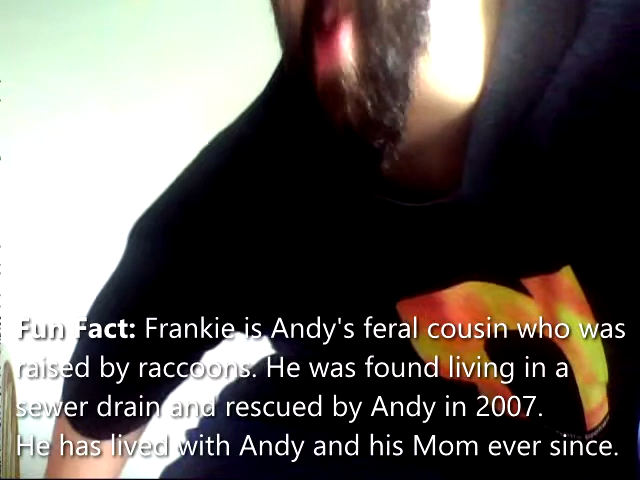 Fun Fact: Frankie is Andy's feral cousin who was
raised by raccoons. He was found living in a
sewer drain and rescued by Andy in 2007.
He has lived with Andy and his Mom ever since.